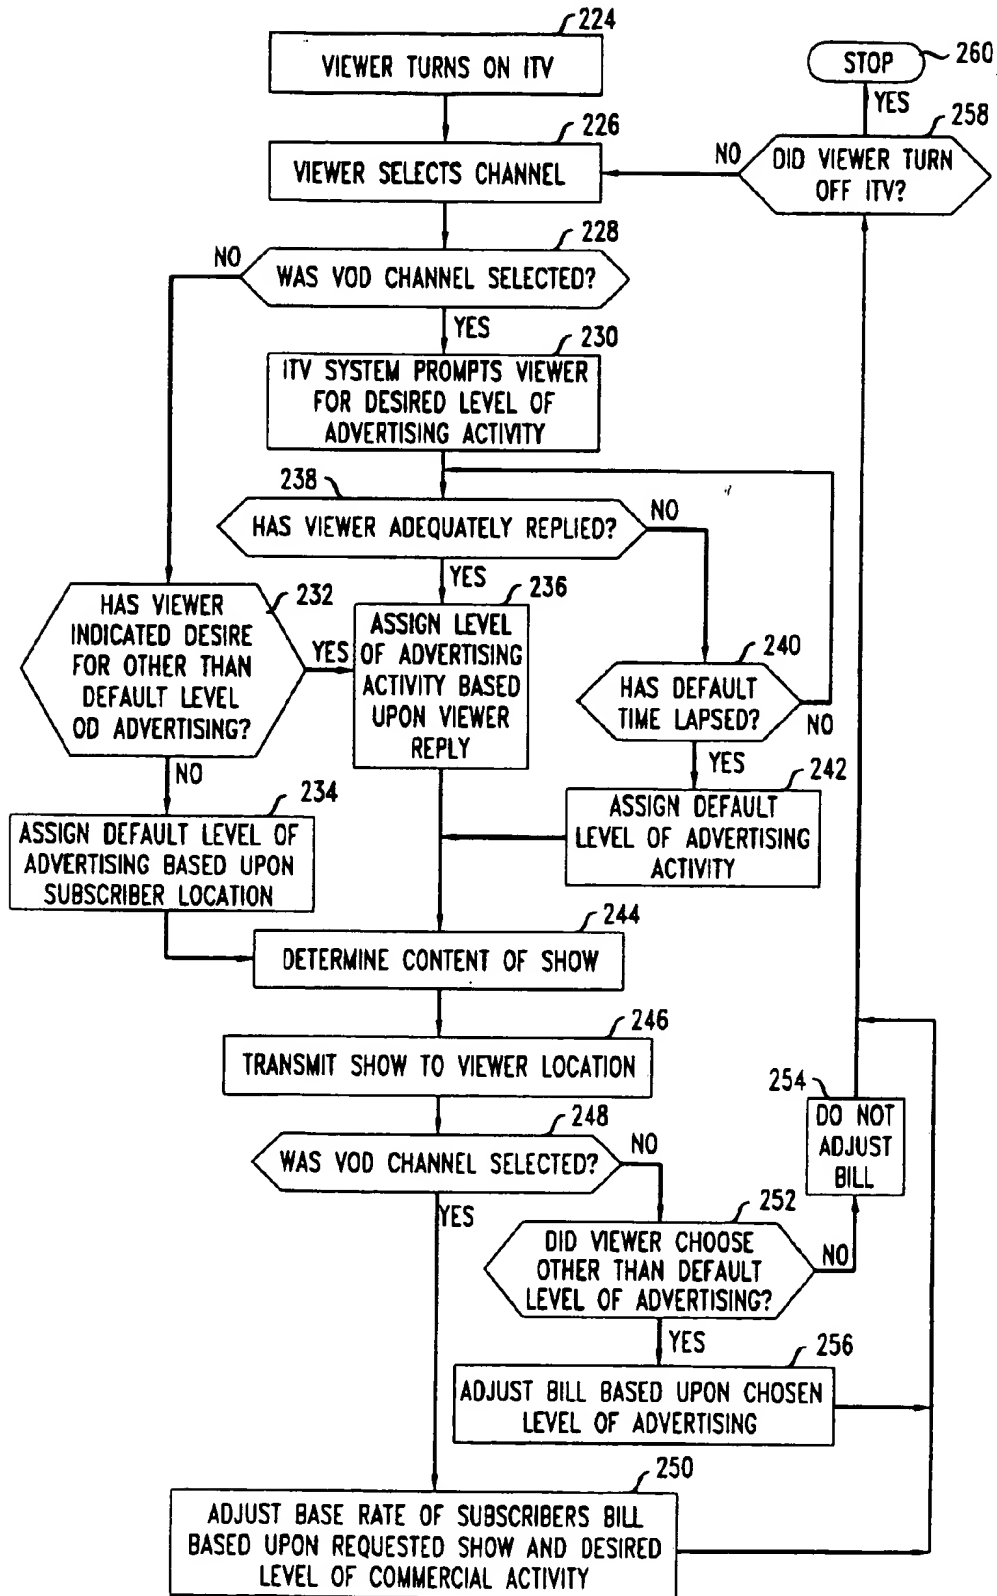 224
VIEWER TURNS ON ITV
STOP
260
YES
258
226
VIEWER SELECTS CHANNEL
NO
DID VIEWER TURN
OFF ITV?
228
NO
WAS VOD CHANNEL SELECTED?
YES
230
ITV SYSTEM PROMPTS VIEWER
FOR DESIRED LEVEL OF
ADVERTISING ACTIVITY
238
HAS VIEWER ADEQUATELY REPLIED?
NO
YES
232
HAS VIEWER
INDICATED DESIRE
FOR OTHER THAN
DEFAULT LEVEL
OD ADVERTISING?
YES
NO
236
ASSIGN LEVEL
OF ADVERTISING
ACTIVITY BASED
UPON VIEWER
REPLY
240
HAS DEFAULT
TIME LAPSED?
NO
YES
242
ASSIGN DEFAULT
LEVEL OF ADVERTISING
ACTIVITY
234
ASSIGN DEFAULT LEVEL OF
ADVERTISING BASED UPON
SUBSCRIBER LOCATION
244
DETERMINE CONTENT OF SHOW
246
TRANSMIT SHOW TO VIEWER LOCATION
248
WAS VOD CHANNEL SELECTED?
NO
YES
254
DO NOT
ADJUST
BILL
252
DID VIEWER CHOOSE
OTHER THAN DEFAULT
LEVEL OF ADVERTISING?
NO
YES
256
ADJUST BILL BASED UPON CHOSEN
LEVEL OF ADVERTISING
250
ADJUST BASE RATE OF SUBSCRIBERS BILL
BASED UPON REQUESTED SHOW AND DESIRED
LEVEL OF COMMERCIAL ACTIVITY